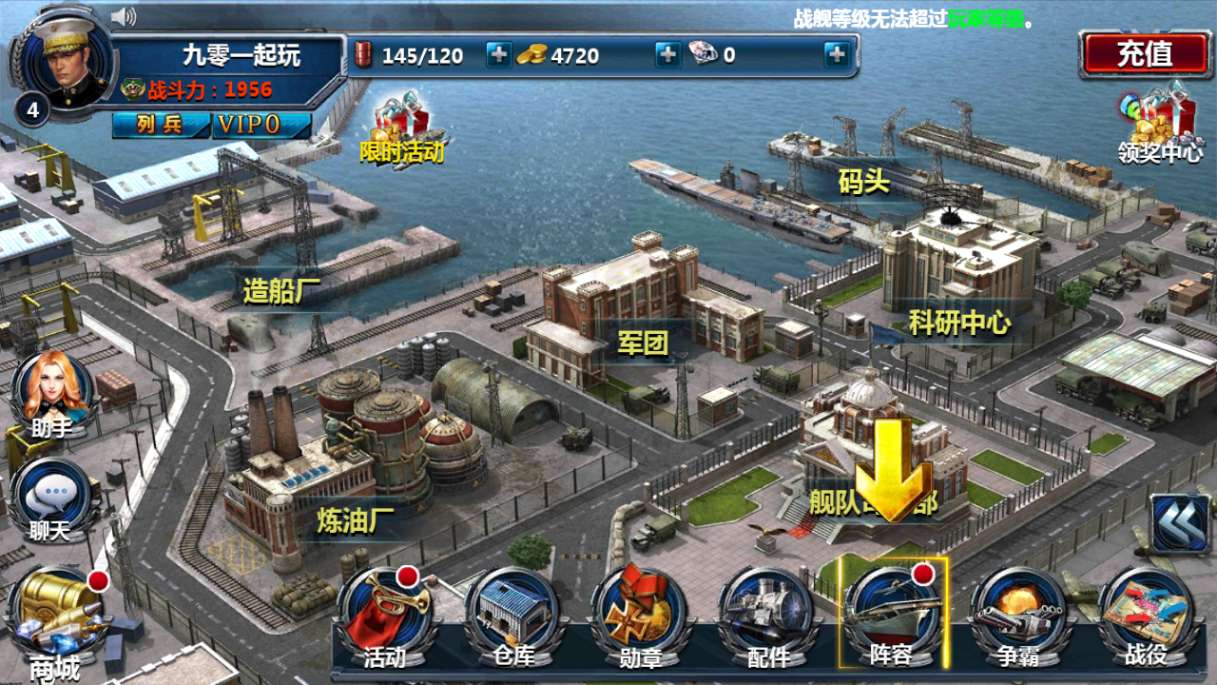 战舰等级无法超过玩家等级。
九零一起玩
145/120
4720
0
充值
战斗力：1956
4
列兵
VIP0
限时活动
领奖中心
码头
造船厂
科研中心
军团
助手
舰队
部
炼油厂
聊天
商城
活动
仓库
勋章
配件
阵容
争霸
战役